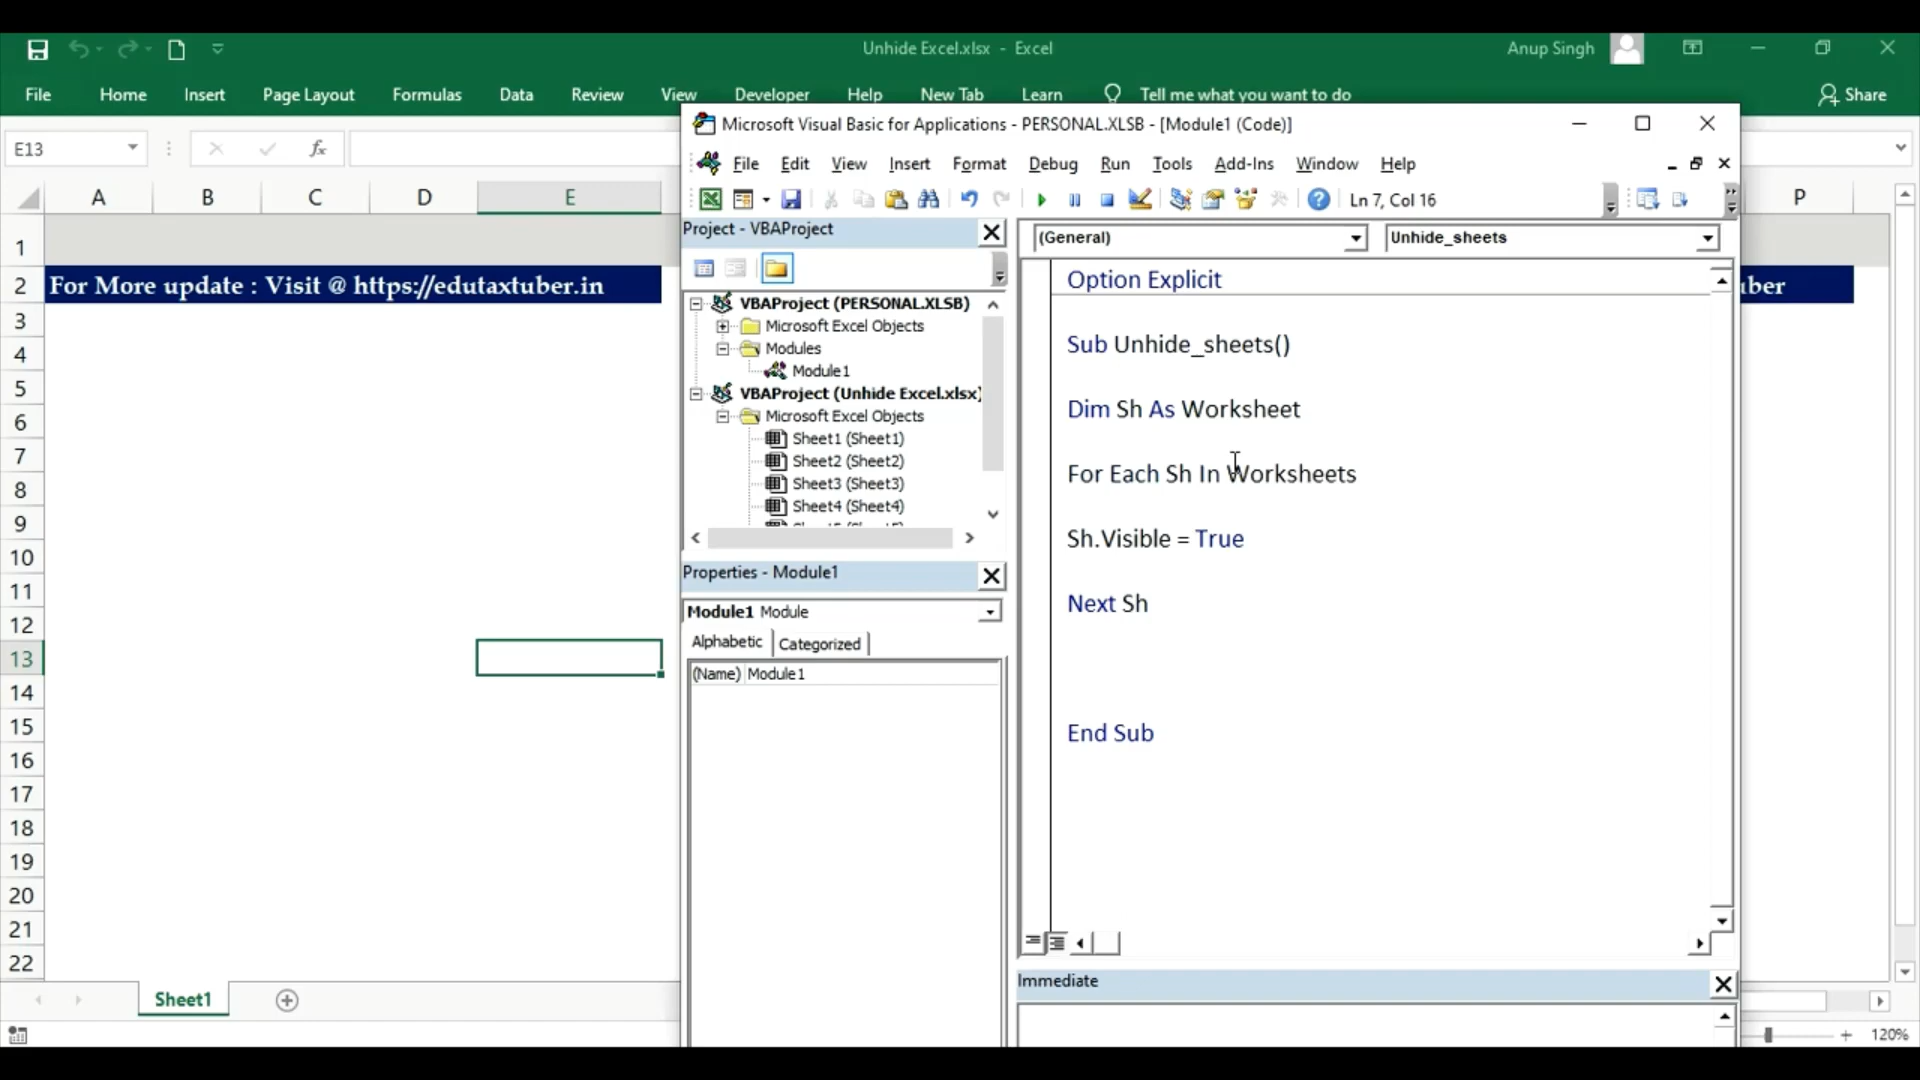 Unhide Excel.xlsx - Excel
Anup Singh
File Home Insert Page Layout Formulas Data Review View Developer Help New Tab Learn Tell me what you want to do Share
E13
fx
A B C D E P
1
2 For More update : Visit @ https://edutaxtuber.in
3
4
5
6
7
8
9
10
11
12
13
14
15
16
17
18
19
20
21
22
Sheet1
120%
Microsoft Visual Basic for Applications - PERSONAL.XLSB - [Module1 (Code)]
File Edit View Insert Format Debug Run Tools Add-Ins Window Help
Ln 7, Col 16
Project - VBAProject
VBAProject (PERSONAL.XLSB)
Microsoft Excel Objects
Modules
Module1
VBAProject (Unhide Excel.xlsx)
Microsoft Excel Objects
Sheet1 (Sheet1)
Sheet2 (Sheet2)
Sheet3 (Sheet3)
Sheet4 (Sheet4)
Properties - Module1
Module1 Module
Alphabetic Categorized
(Name) Module1
(General) Unhide_sheets
Option Explicit
Sub Unhide_sheets()
Dim Sh As Worksheet
For Each Sh In Worksheets
Sh.Visible = True
Next Sh
End Sub
Immediate